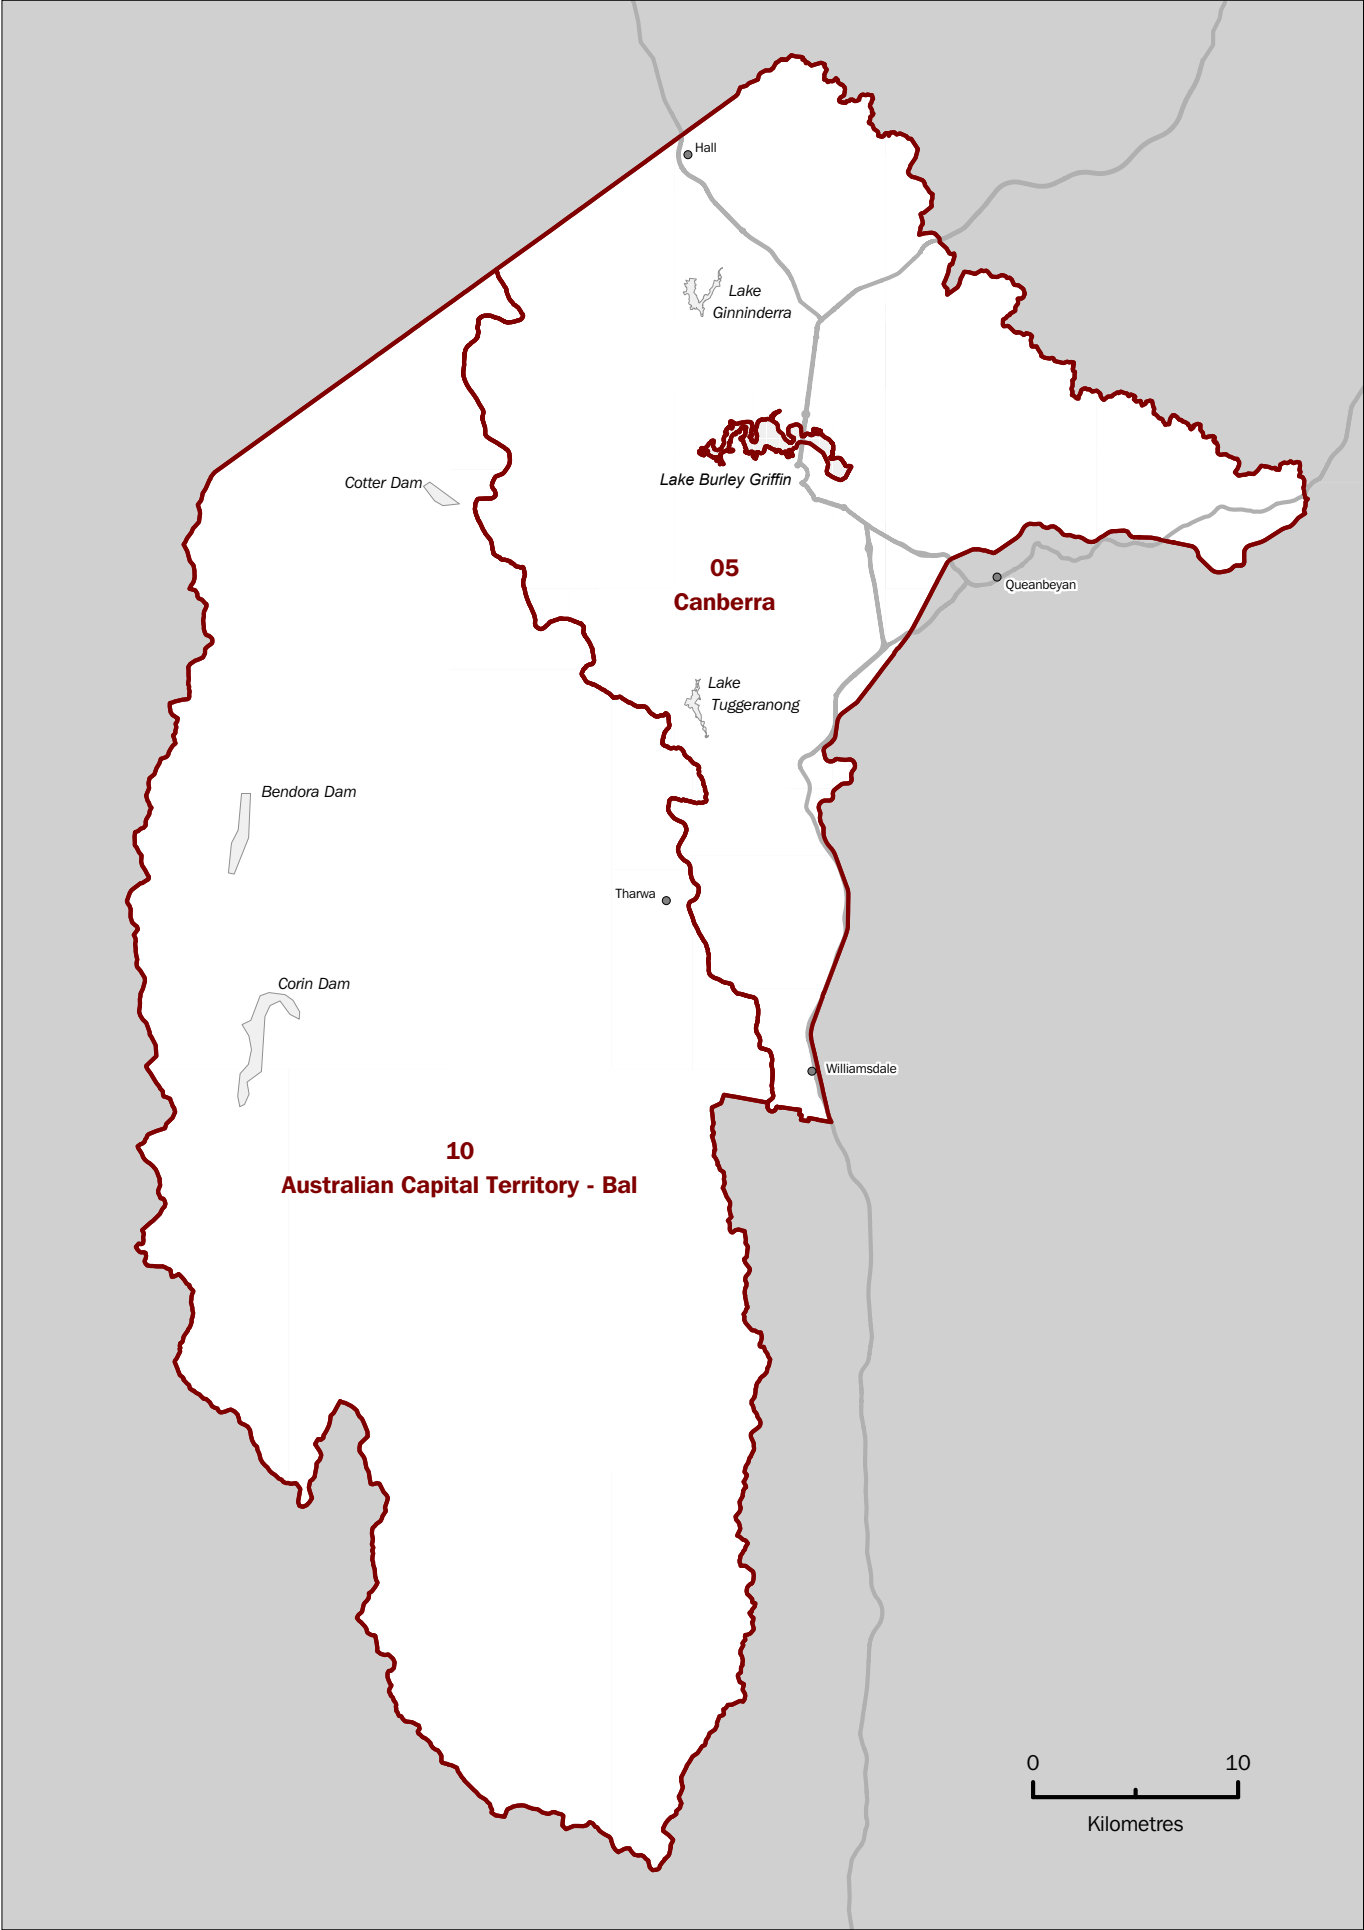 Hall
Lake
Ginninderra
Cotter Dam
Lake Burley Griffin
05
Canberra
Queanbeyan
Lake
Tuggeranong
Bendora Dam
Tharwa
Corin Dam
Williamsdale
10
Australian Capital Territory - Bal
0 10
Kilometres